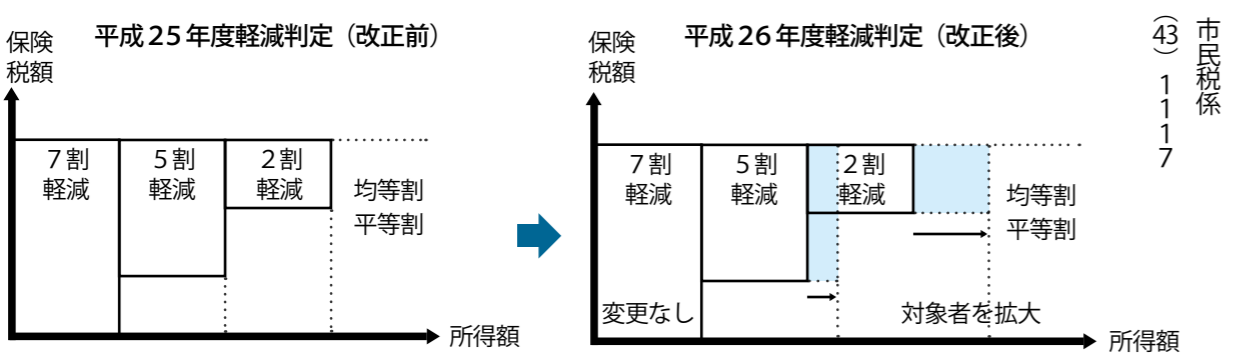 平成25年度軽減判定（改正前）
保険
税額
7割
軽減
5割
軽減
2割
軽減
均等割
平等割
所得額
平成26年度軽減判定（改正後）
保険
税額
7割
軽減
5割
軽減
2割
軽減
均等割
平等割
変更なし
対象者を拡大
所得額
市民税係
（43）1117